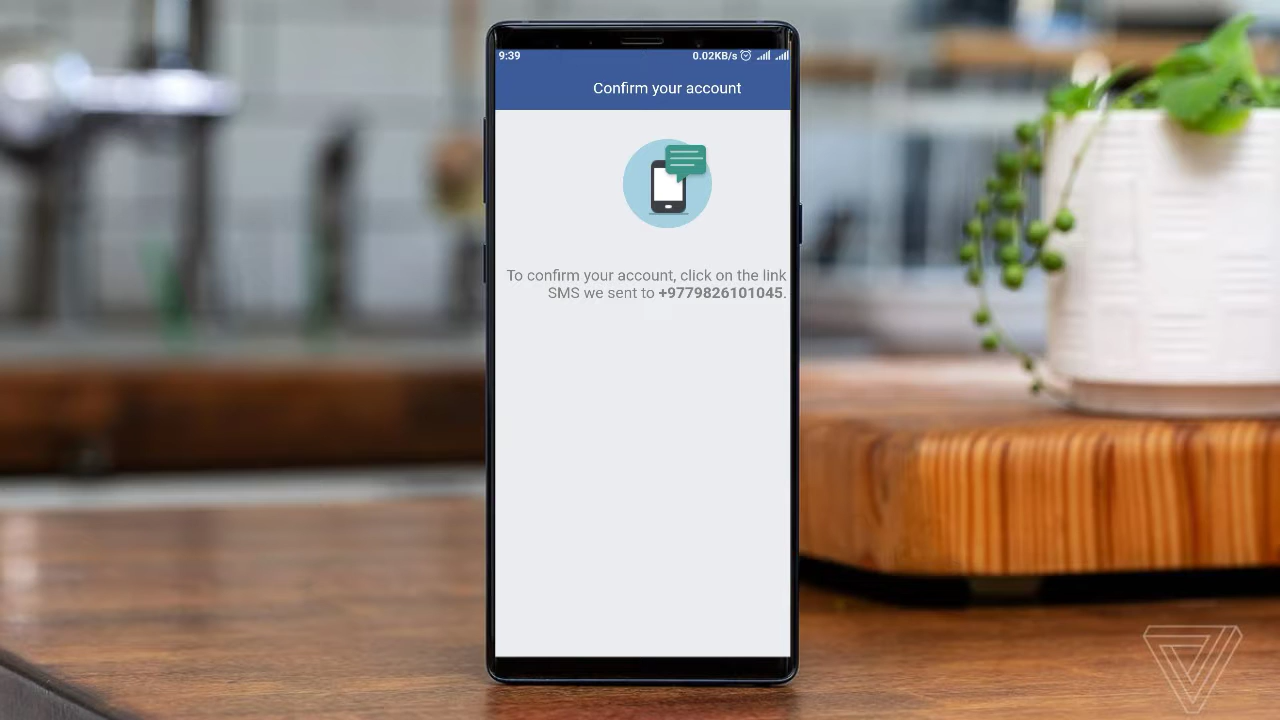 9:39 0.02KB/s
Confirm your account
To confirm your account, click on the link
SMS we sent to +9779826101045.